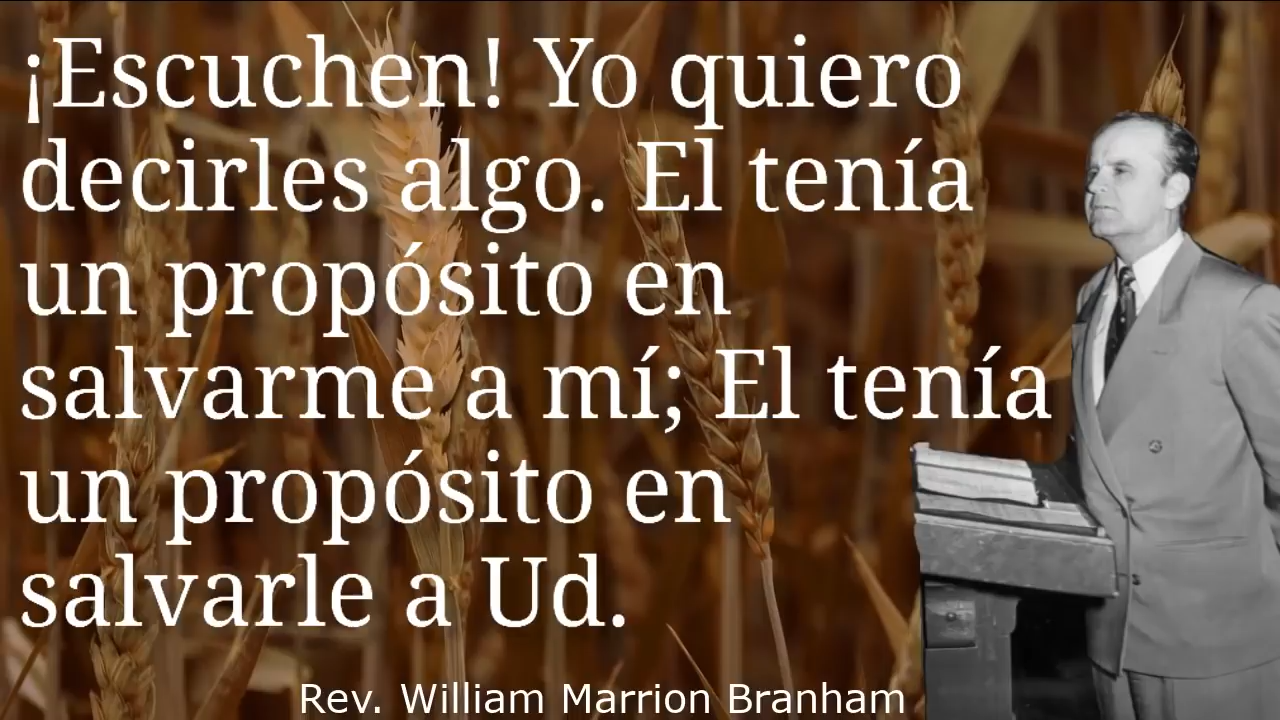 ¡Escuchen! Yo quiero
decirles algo. El tenía
un propósito en
salvarme a mí; El tenía
un propósito en
salvarle a Ud.
Rev. William Marrion Branham